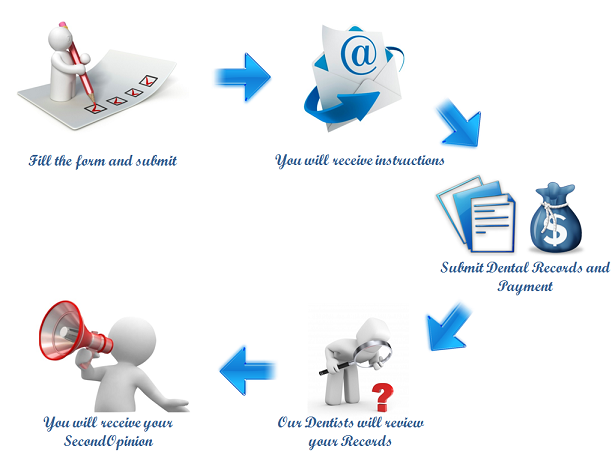 @
Fill the form and submit
You will receive instructions
$
Submit Dental Records and
Payment
?
Our Dentists will review
your Records
You will receive your
SecondOpinion